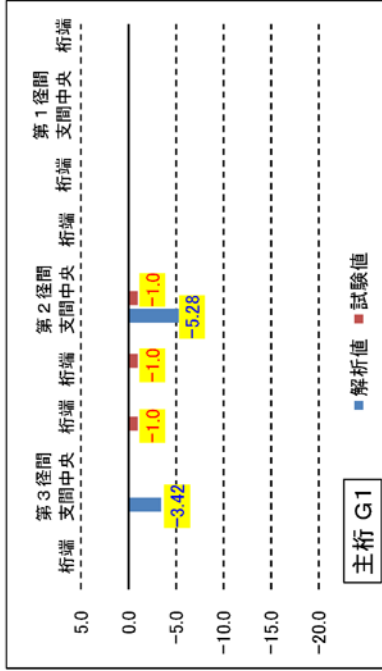 桁端
第3径間
支間中央
桁端
桁端
第2径間
支間中央
桁端
桁端
第1径間
支間中央
桁端
5.0
0.0
-5.0
-10.0
-15.0
-20.0
-3.42
-1.0
-1.0
-5.28
-1.0
主桁 G1
解析値 試験値